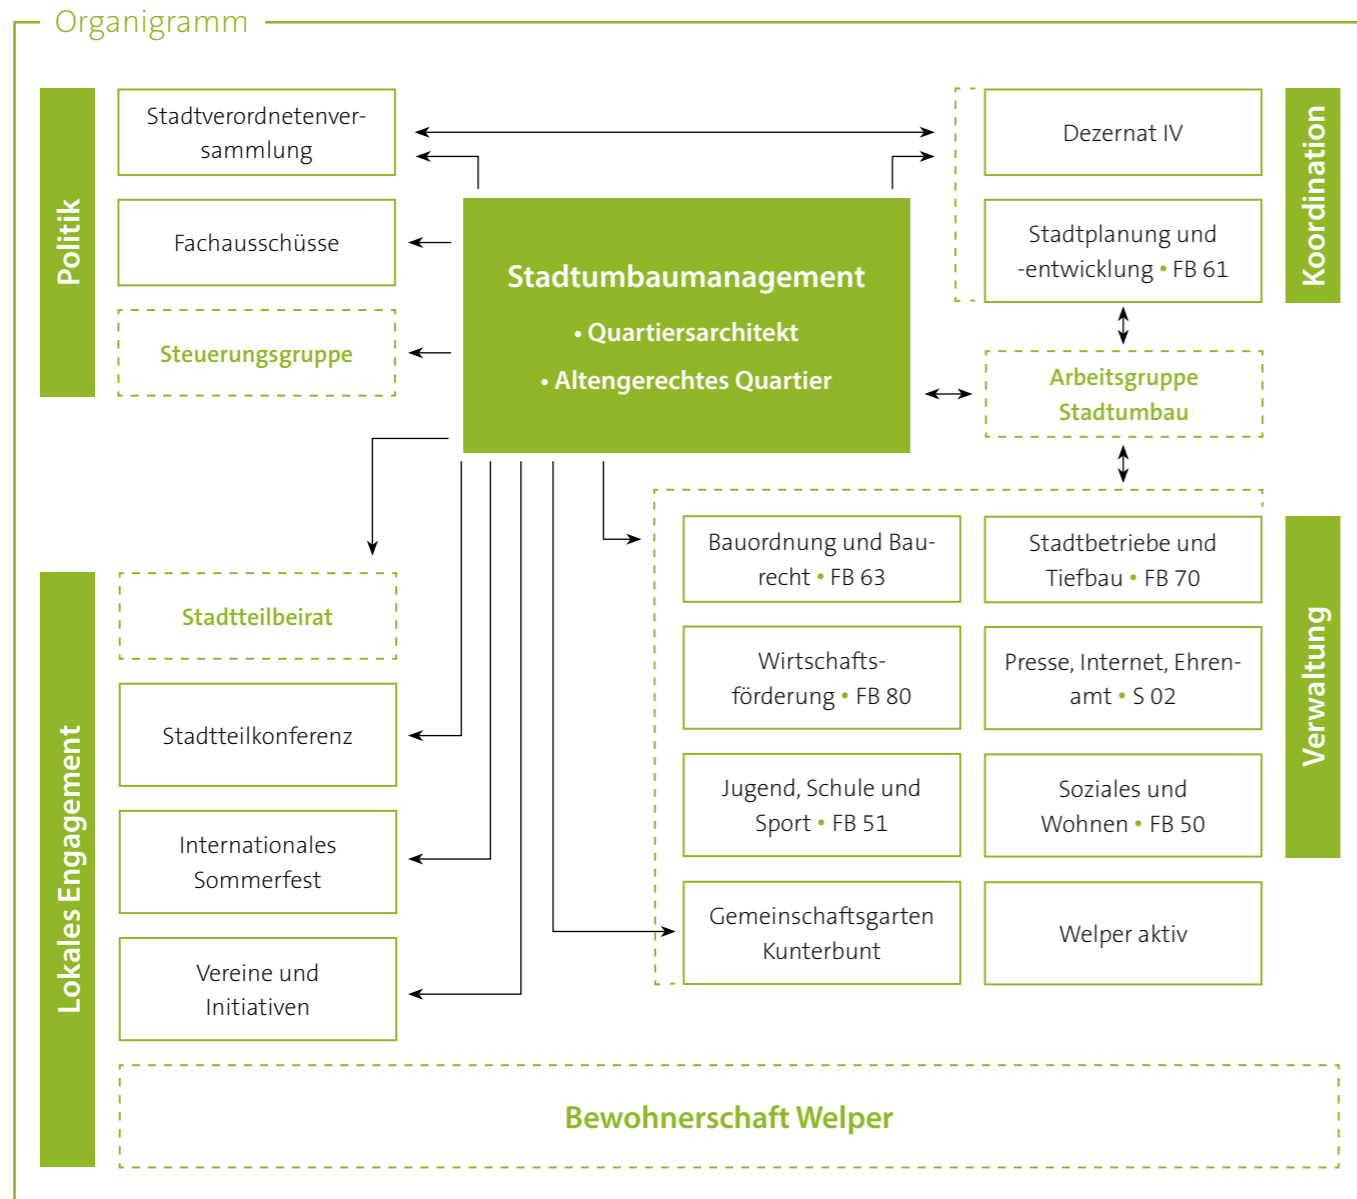 Organigramm
Politik
Stadtverordnetenver-
sammlung
Fachausschüsse
Steuerungsgruppe
Stadtumbaumanagement
• Quartiersarchitekt
• Altengerechtes Quartier
Koordination
Dezernat IV
Stadtplanung und
-entwicklung • FB 61
Arbeitsgruppe
Stadtumbau
Lokales Engagement
Stadtteilbeirat
Stadtteilkonferenz
Internationales
Sommerfest
Vereine und
Initiativen
Verwaltung
Bauordnung und Bau-
recht • FB 63
Stadtbetriebe und
Tiefbau • FB 70
Wirtschafts-
förderung • FB 80
Presse, Internet, Ehren-
amt • S 02
Jugend, Schule und
Sport • FB 51
Soziales und
Wohnen • FB 50
Gemeinschaftsgarten
Kunterbunt
Welper aktiv
Bewohnerschaft Welper